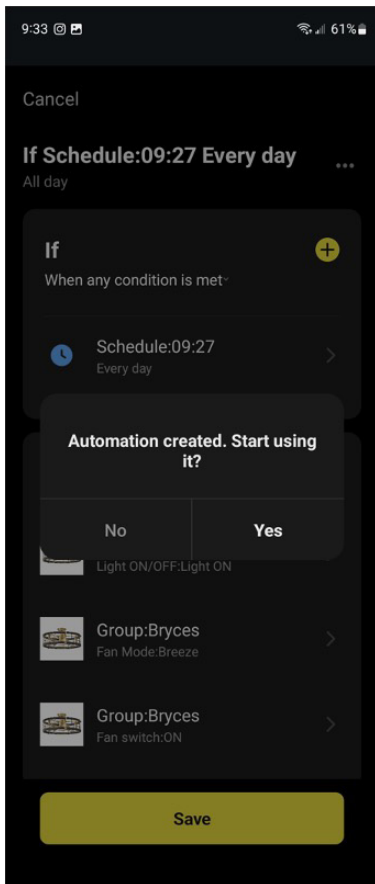 9:33 61%
Cancel
If Schedule:09:27 Every day
All day
If
When any condition is met
Schedule:09:27
Every day
Automation created. Start using
it?
No Yes
Light ON/OFF:Light ON
Group:Bryces
Fan Mode:Breeze
Group:Bryces
Fan switch:ON
Save